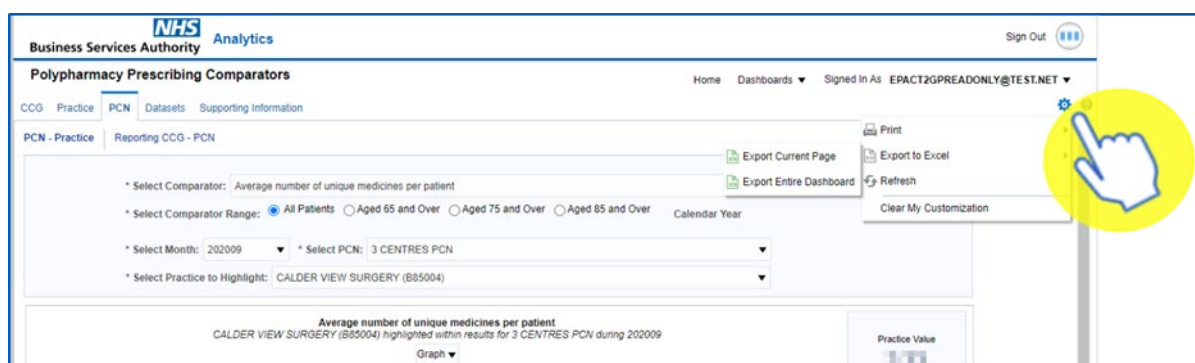 NHS
Business Services Authority
Analytics
Sign Out
Polypharmacy Prescribing Comparators
Home Dashboards ▼ Signed In As EPACT2GPREADONLY@TEST.NET ▼
CCG Practice PCN Datasets Supporting Information
PCN - Practice Reporting CCG - PCN
Print
Export to Excel
Refresh
Clear My Customization
Export Current Page
Export Entire Dashboard
* Select Comparator: Average number of unique medicines per patient
* Select Comparator Range: All Patients Aged 65 and Over Aged 75 and Over Aged 85 and Over Calendar Year
* Select Month: 202009 ▼ * Select PCN: 3 CENTRES PCN ▼
* Select Practice to Highlight: CALDER VIEW SURGERY (B85004) ▼
Average number of unique medicines per patient
CALDER VIEW SURGERY (B85004) highlighted within results for 3 CENTRES PCN during 202009
Graph ▼
Practice Value